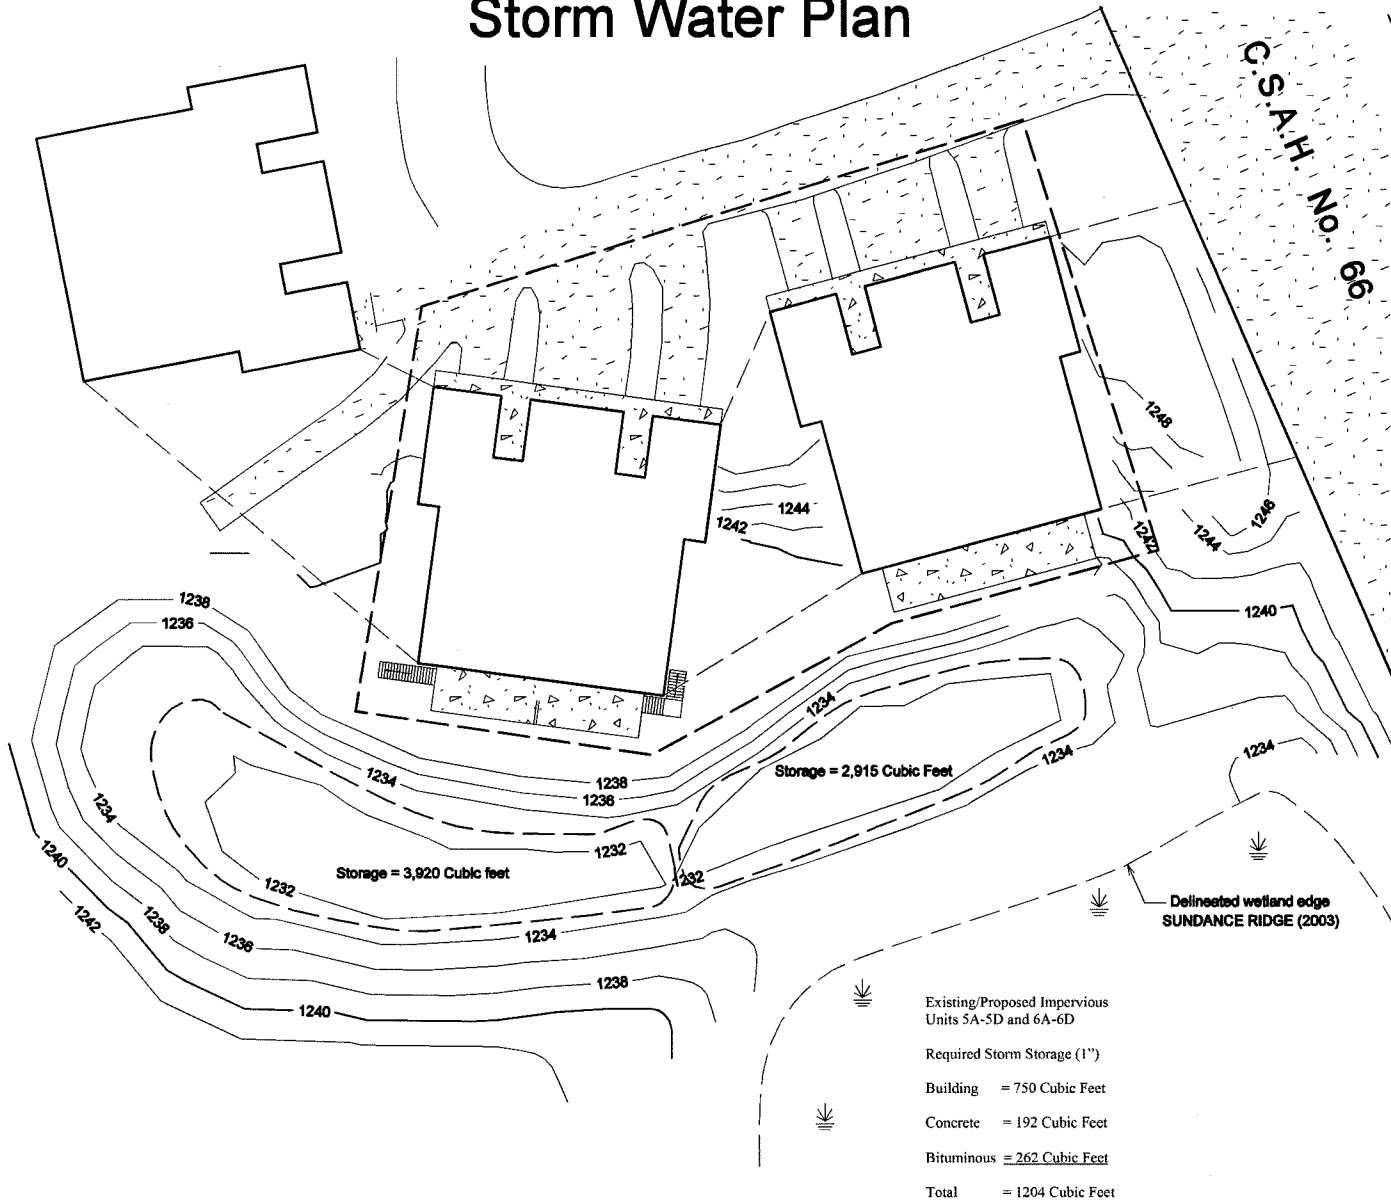 Storm Water Plan
C.S.A.H. No. 66
1248
1246
1244
1242
1244
1242
1240
1238
1236
1234
1234
1234
1234
1238
1236
Storage = 2,915 Cubic Feet
1234
1232
1232
Storage = 3,920 Cubic feet
1232
1240
1242
1238
1236
1234
1238
1240
Delineated wetland edge
SUNDANCE RIDGE (2003)
Existing/Proposed Impervious
Units 5A-5D and 6A-6D
Required Storm Storage (1”)
Building = 750 Cubic Feet
Concrete = 192 Cubic Feet
Bituminous = 262 Cubic Feet
Total = 1204 Cubic Feet